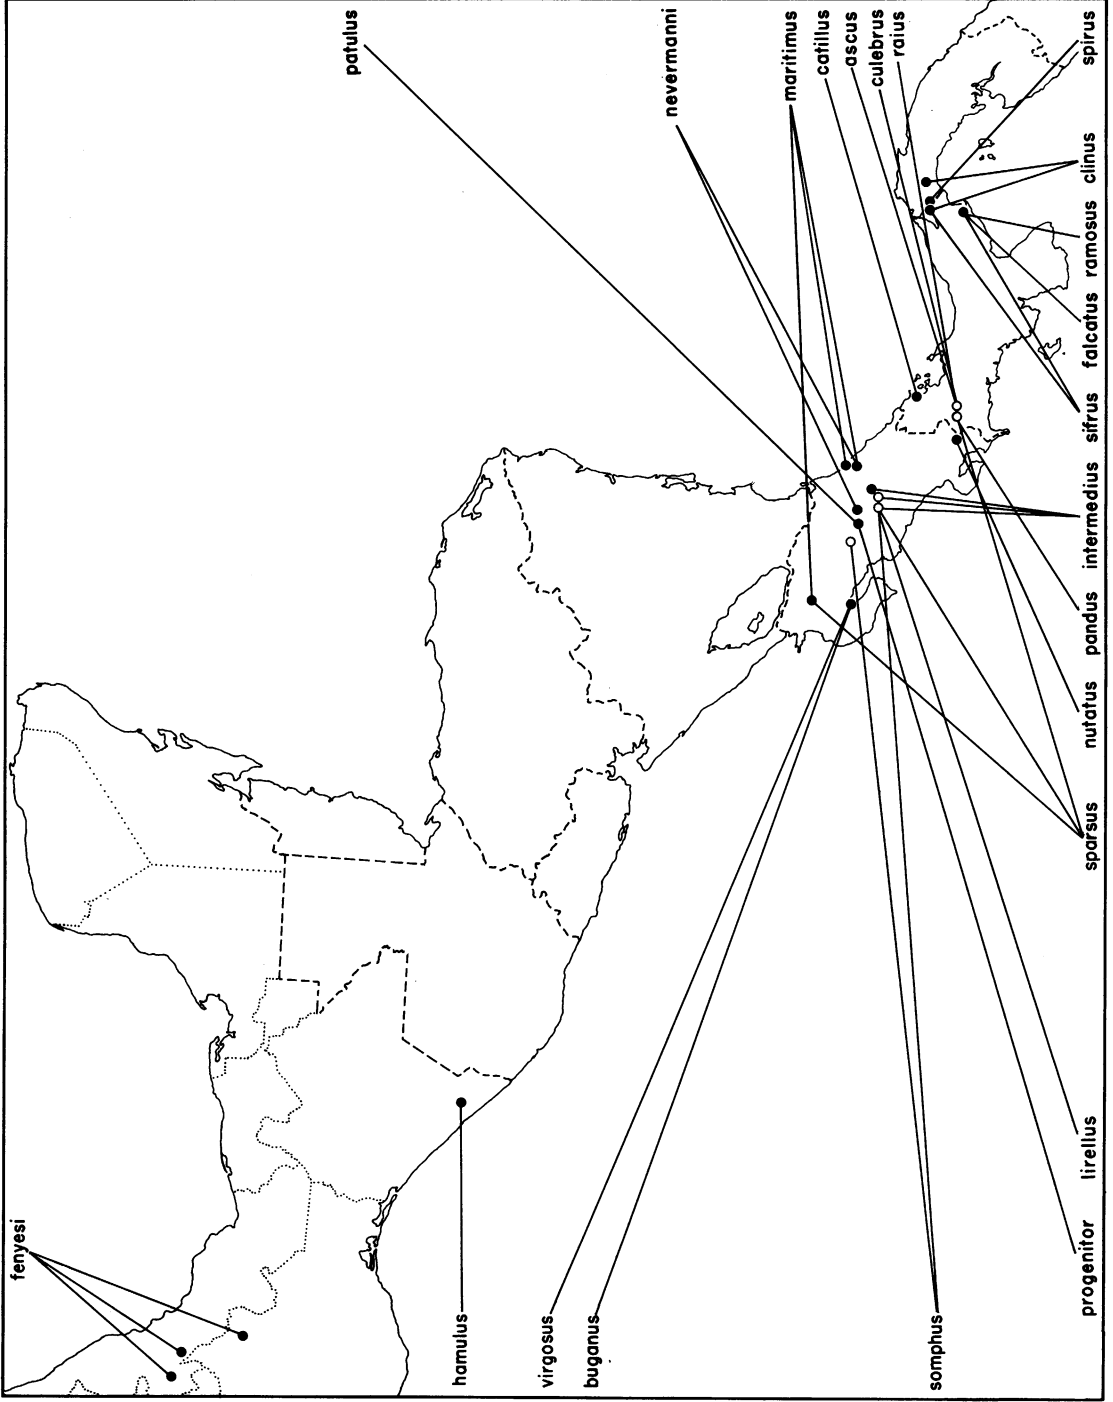 fenyesi
hamulus
virgosus
buganus
somphus
progenitor
lirellus
sparsus
nutatus
pandus
intermedius
sifrus
falcatus
ramosus
clinus
spirus
patulus
nevermanni
maritimus
catillus
ascus
culebrus
raius